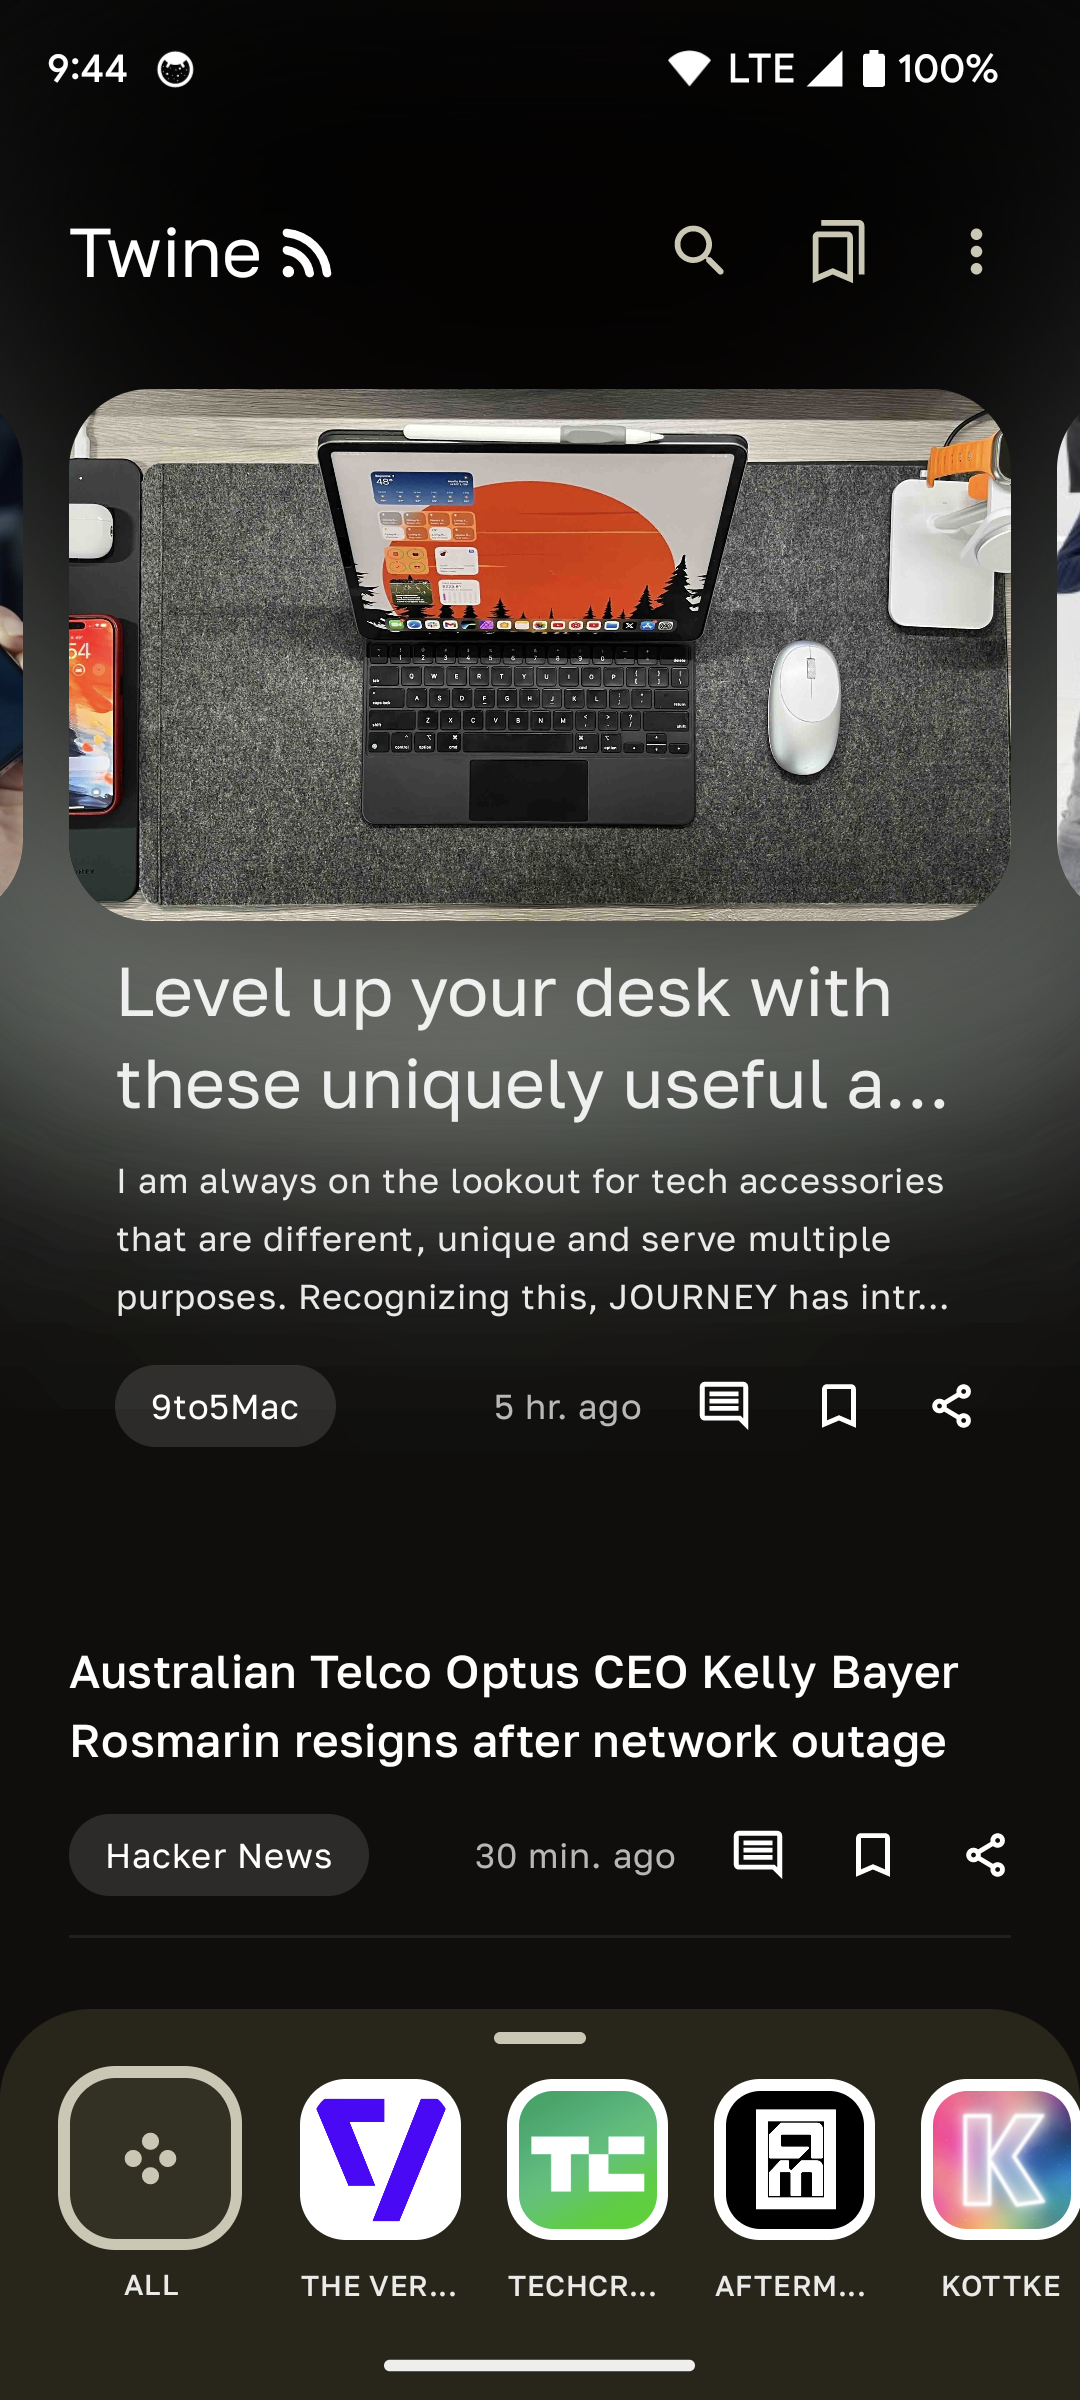 9:44
LTE 100%
Twine
Level up your desk with
these uniquely useful a...
I am always on the lookout for tech accessories
that are different, unique and serve multiple
purposes. Recognizing this, JOURNEY has intr...
9to5Mac
5 hr. ago
Australian Telco Optus CEO Kelly Bayer
Rosmarin resigns after network outage
Hacker News
30 min. ago
TC
K
ALL
THE VER...
TECHCR...
AFTERM...
KOTTKE